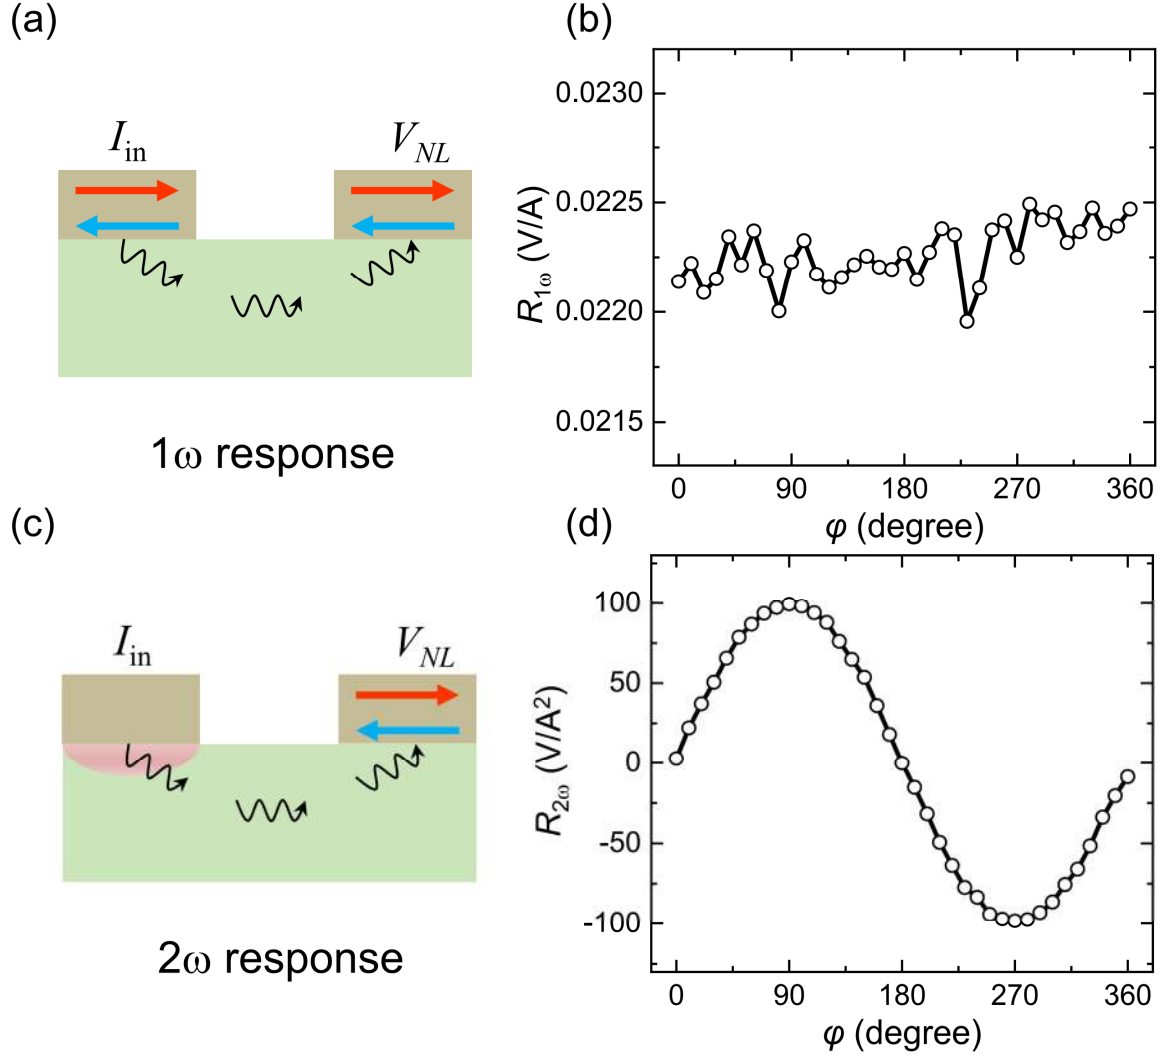 (a)
I_in
V_NL
1ω response
(b)
R_1ω (V/A)
0.0230
0.0225
0.0220
0.0215
0 90 180 270 360
φ (degree)
(c)
I_in
V_NL
2ω response
(d)
R_2ω (V/A²)
100
50
0
-50
-100
0 90 180 270 360
φ (degree)